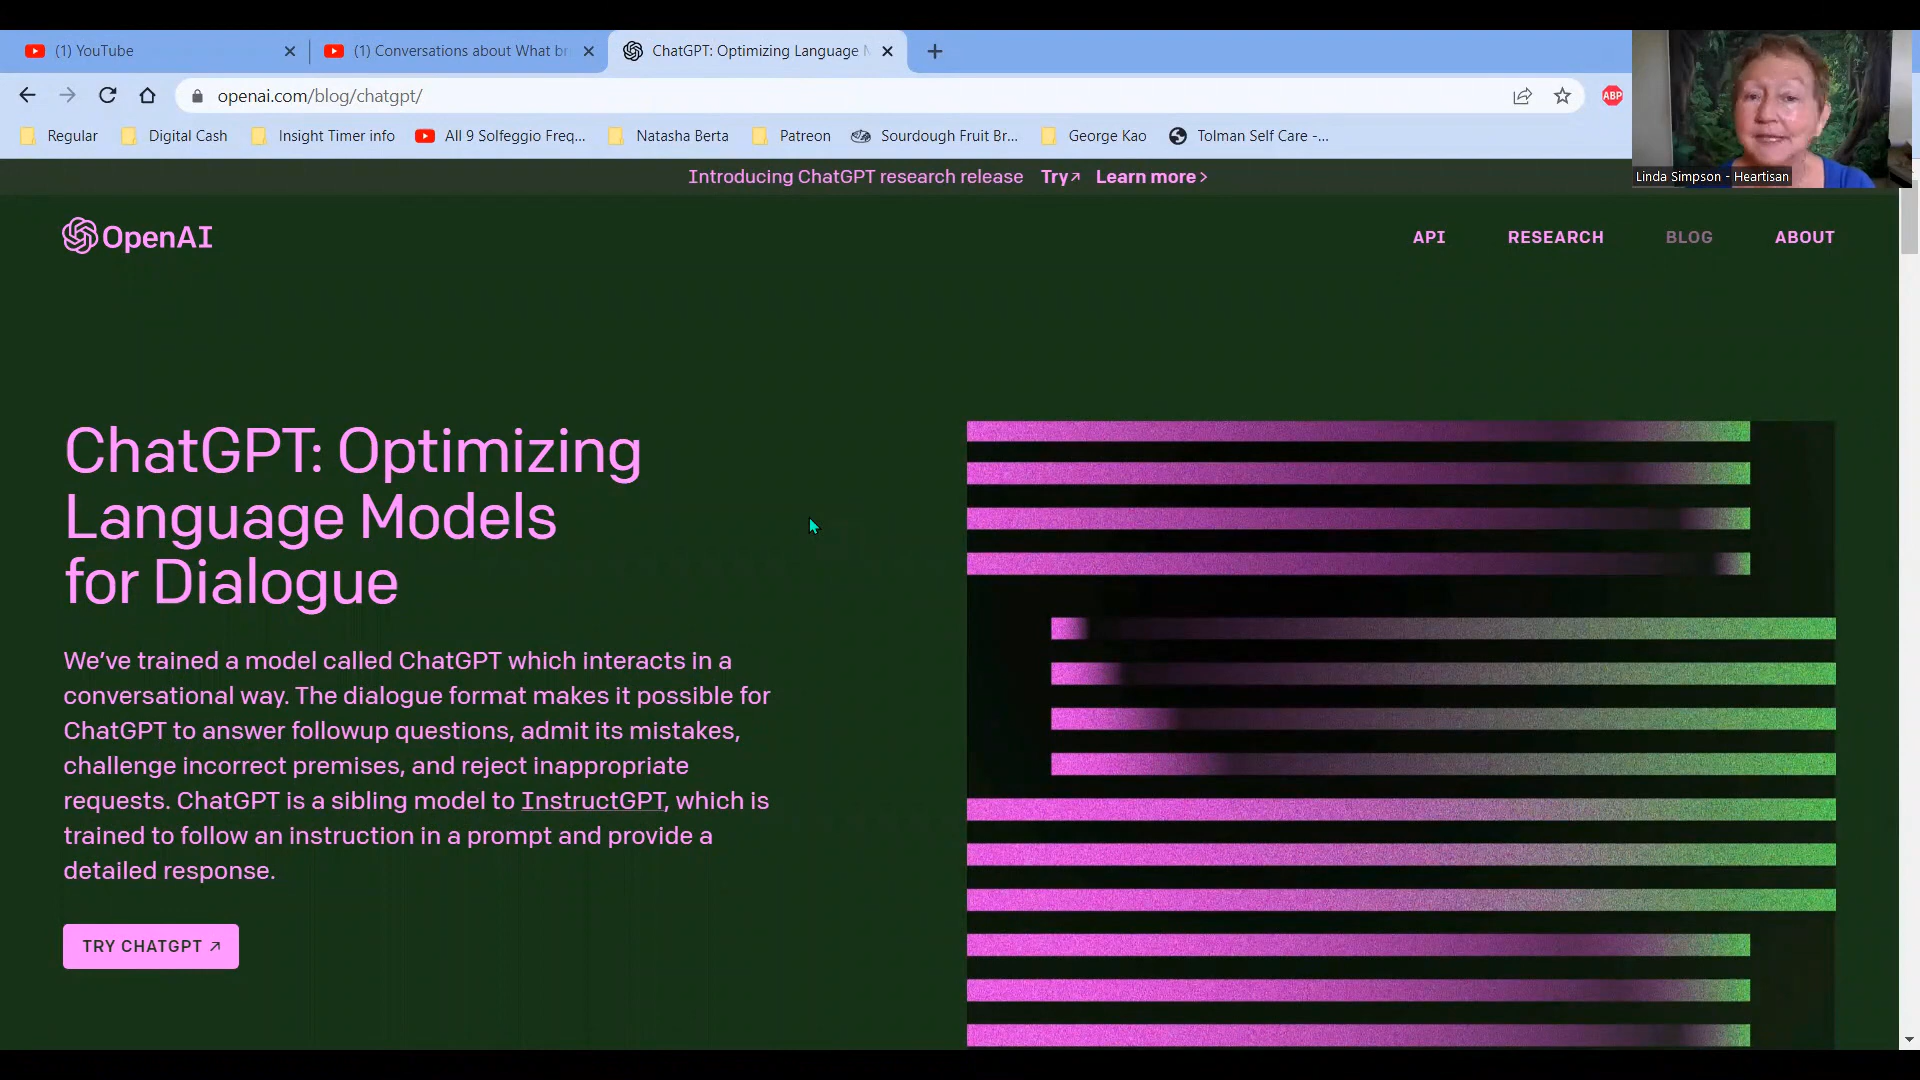 (1) YouTube
(1) Conversations about What br
ChatGPT: Optimizing Language M
openai.com/blog/chatgpt/
ABP
Regular
Digital Cash
Insight Timer info
All 9 Solfeggio Freq...
Natasha Berta
Patreon
Sourdough Fruit Br...
George Kao
Tolman Self Care -...
Linda Simpson - Heartisan
Introducing ChatGPT research release Try↗ Learn more >
OpenAI
API
RESEARCH
BLOG
ABOUT
ChatGPT: Optimizing
Language Models
for Dialogue
We’ve trained a model called ChatGPT which interacts in a
conversational way. The dialogue format makes it possible for
ChatGPT to answer followup questions, admit its mistakes,
challenge incorrect premises, and reject inappropriate
requests. ChatGPT is a sibling model to InstructGPT, which is
trained to follow an instruction in a prompt and provide a
detailed response.
TRY CHATGPT ↗